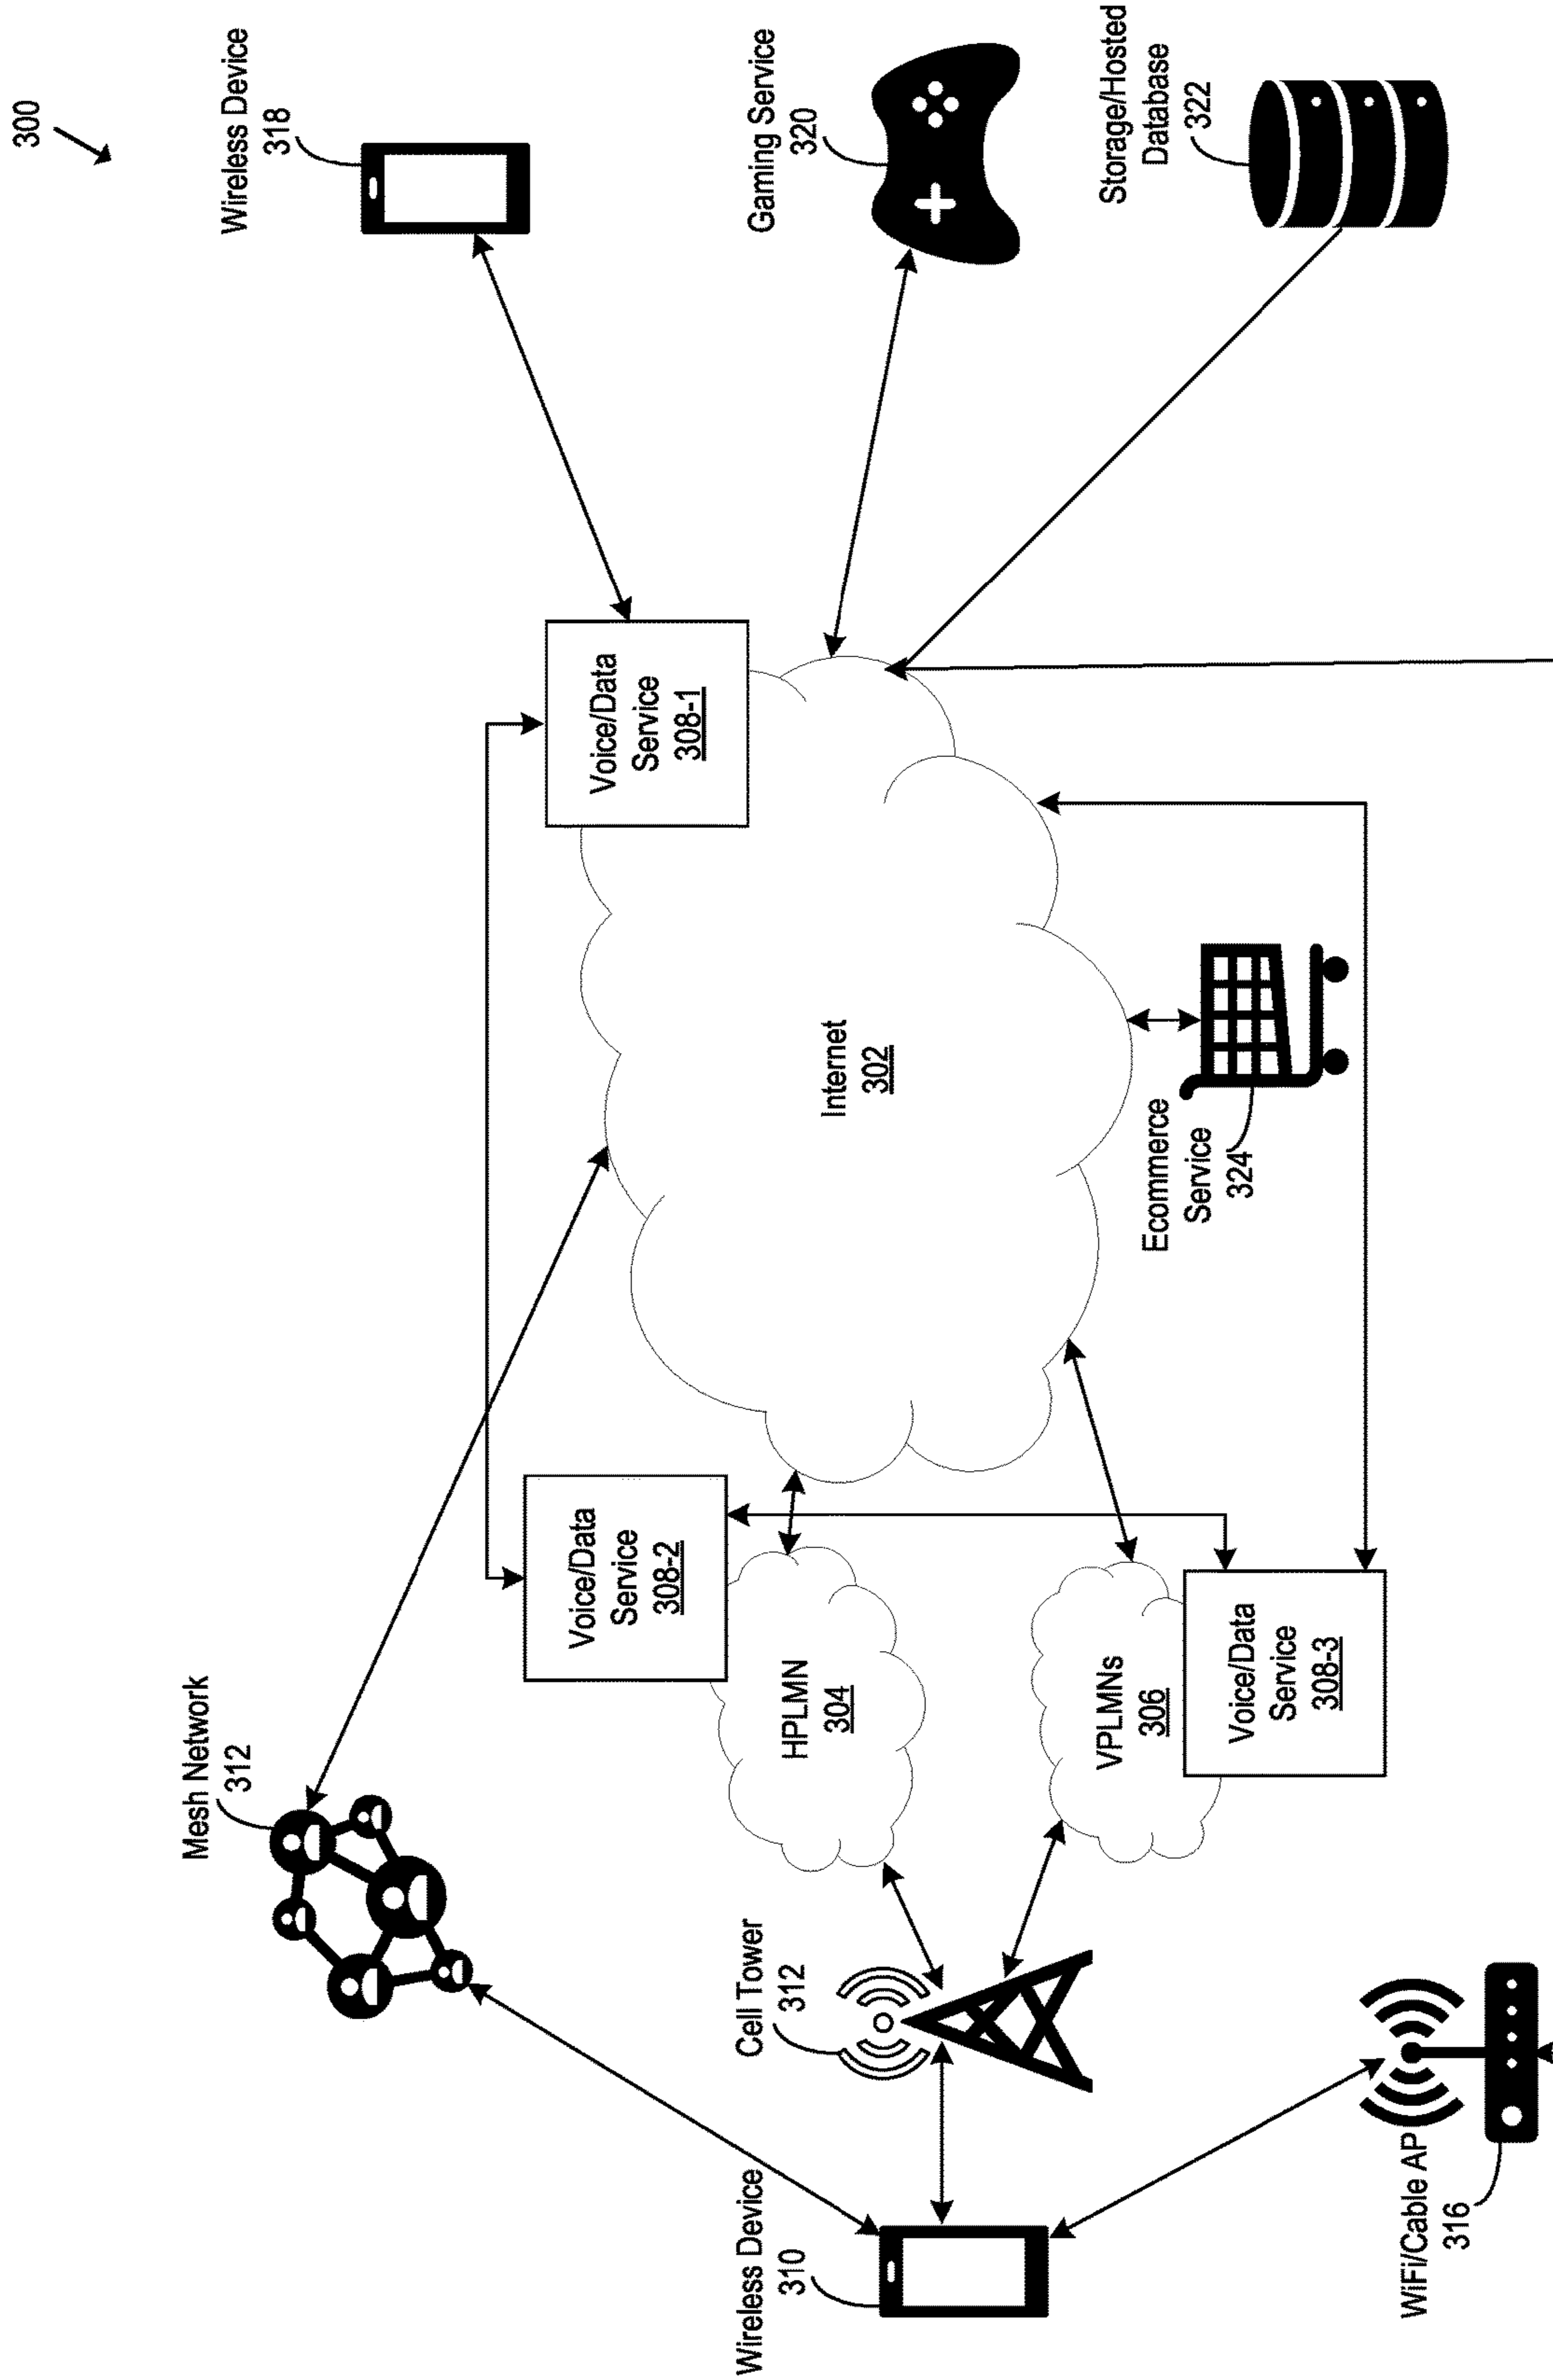 300
Mesh Network
312
Wireless Device
318
Voice/Data
Service
308-2
Voice/Data
Service
308-1
Wireless Device
310
Cell Tower
312
HPLMN
304
Internet
302
Gaming Service
320
VPLMNs
306
Voice/Data
Service
308-3
Ecommerce
Service
324
Storage/Hosted
Database
322
WiFi/Cable AP
316